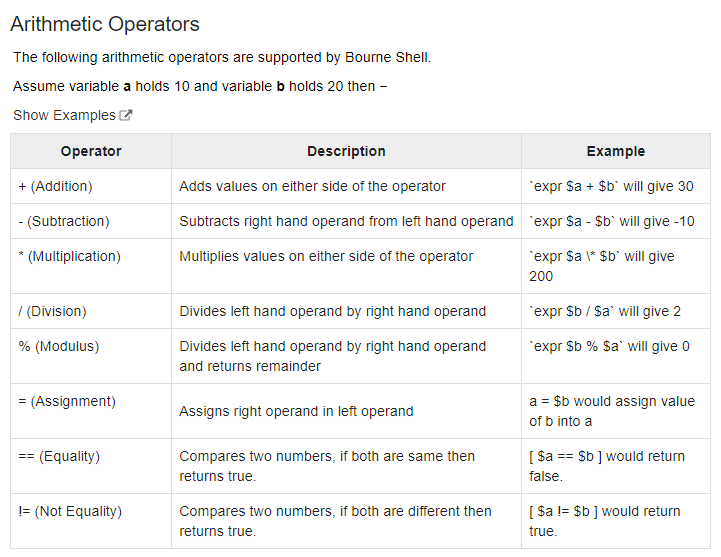 Arithmetic Operators
The following arithmetic operators are supported by Bourne Shell.
Assume variable a holds 10 and variable b holds 20 then −
Show Examples
Operator Description Example
+ (Addition) Adds values on either side of the operator `expr $a + $b` will give 30
- (Subtraction) Subtracts right hand operand from left hand operand `expr $a - $b` will give -10
* (Multiplication) Multiplies values on either side of the operator `expr $a \* $b` will give
200
/ (Division) Divides left hand operand by right hand operand `expr $b / $a` will give 2
% (Modulus) Divides left hand operand by right hand operand `expr $b % $a` will give 0
and returns remainder
= (Assignment) Assigns right operand in left operand a = $b would assign value
of b into a
== (Equality) Compares two numbers, if both are same then [ $a == $b ] would return
returns true. false.
!= (Not Equality) Compares two numbers, if both are different then [ $a != $b ] would return
returns true. true.